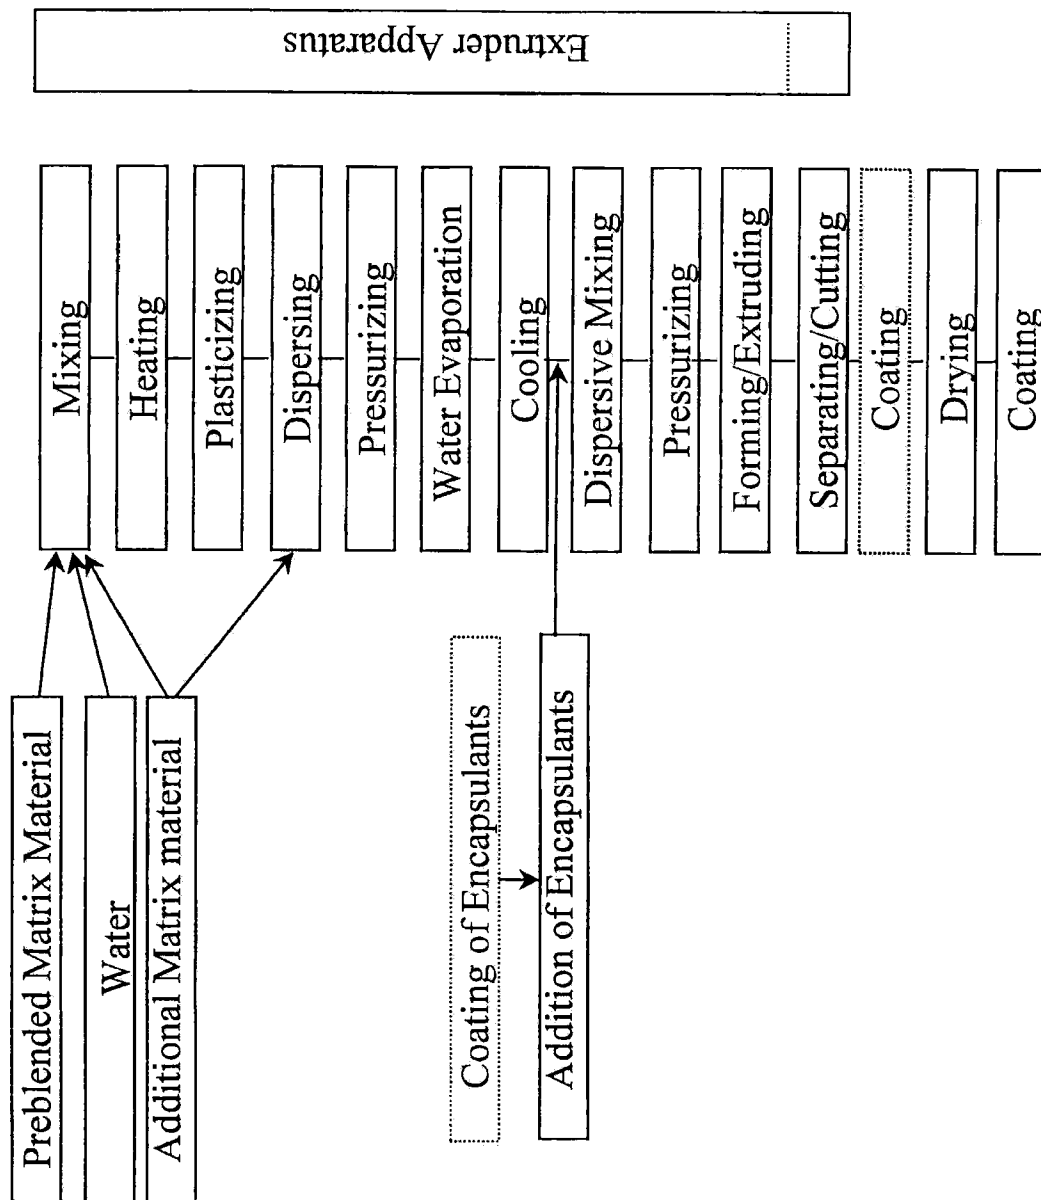 Preblended Matrix Material
Water
Additional Matrix material
Coating of Encapsulants
Addition of Encapsulants
Mixing
Heating
Plasticizing
Dispersing
Pressurizing
Water Evaporation
Cooling
Dispersive Mixing
Pressurizing
Forming/Extruding
Separating/Cutting
Coating
Drying
Coating
Extruder Apparatus